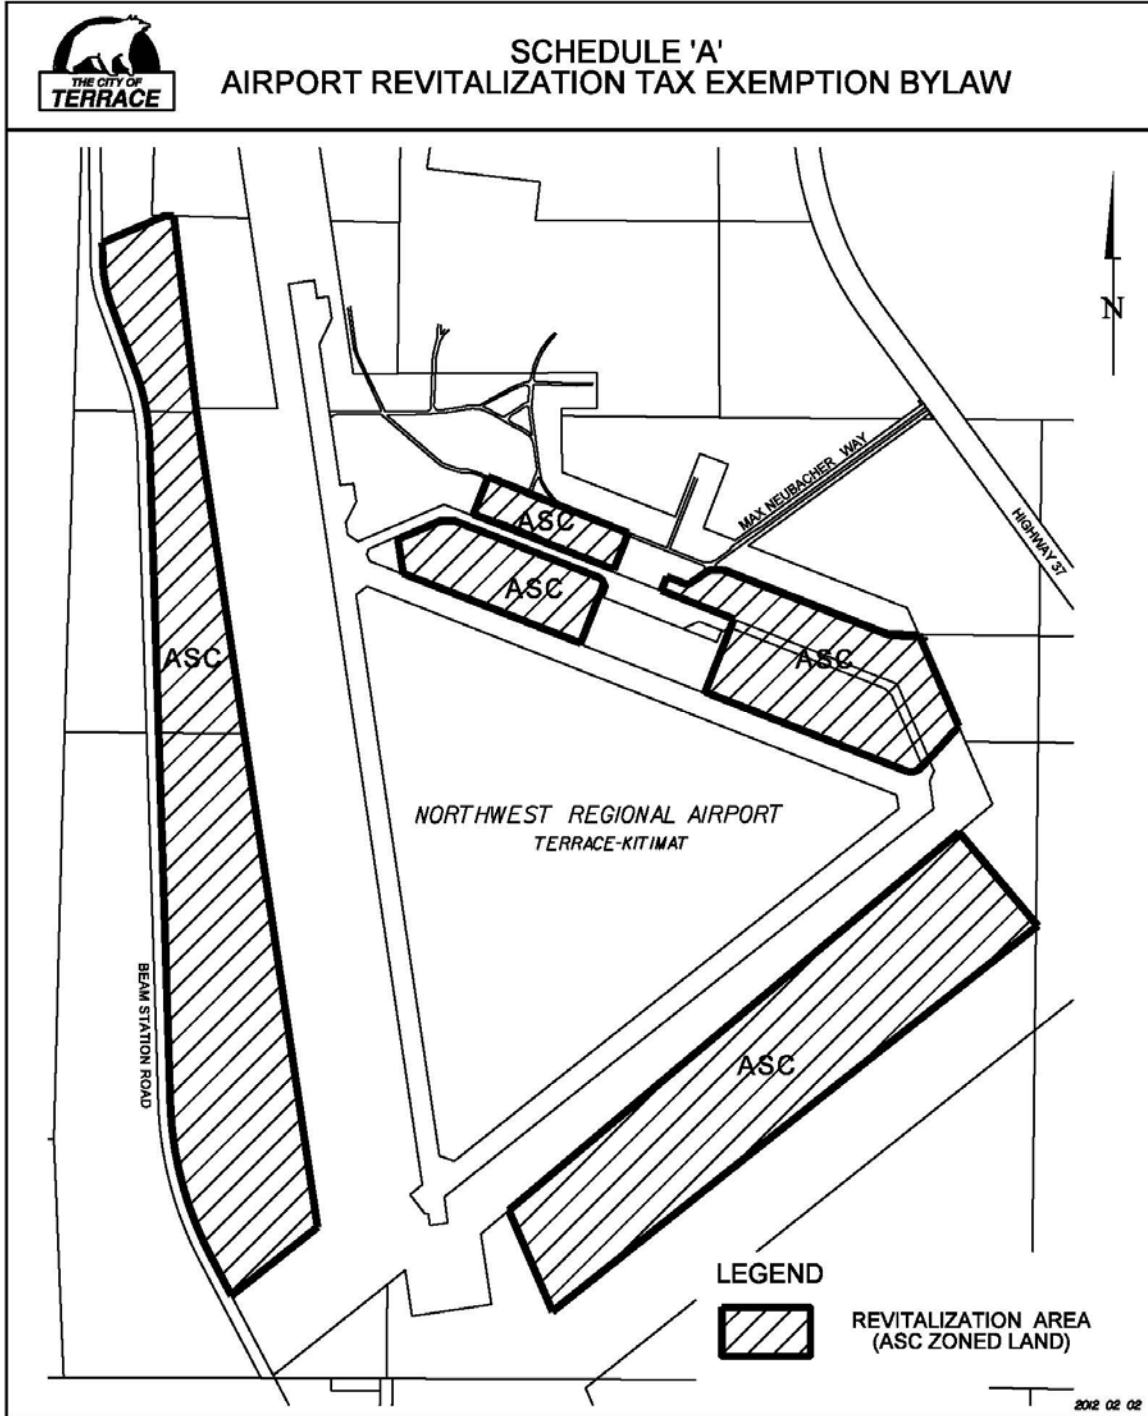 THE CITY OF
TERRACE
SCHEDULE 'A'
AIRPORT REVITALIZATION TAX EXEMPTION BYLAW
N
MAX NEUBACHER WAY
HIGHWAY 37
ASC
ASC
ASC
ASC
NORTHWEST REGIONAL AIRPORT
TERRACE-KITIMAT
BEAM STATION ROAD
ASC
LEGEND
REVITALIZATION AREA
(ASC ZONED LAND)
2012 02 02